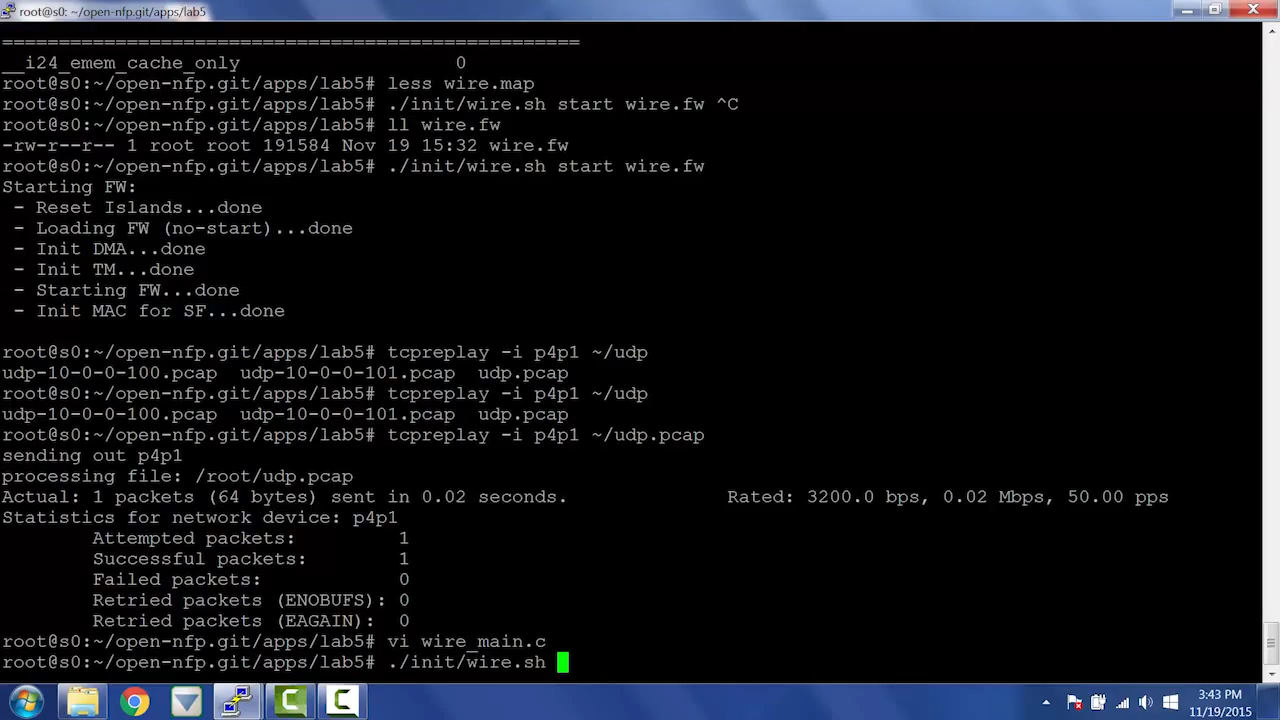 root@s0:~/open-nfp.git/apps/lab5
===================================================
__i24_emem_cache_only                    0
root@s0:~/open-nfp.git/apps/lab5# less wire.map
root@s0:~/open-nfp.git/apps/lab5# ./init/wire.sh start wire.fw ^C
root@s0:~/open-nfp.git/apps/lab5# ll wire.fw
-rw-r--r-- 1 root root 191584 Nov 19 15:32 wire.fw
root@s0:~/open-nfp.git/apps/lab5# ./init/wire.sh start wire.fw
Starting FW:
 - Reset Islands...done
 - Loading FW (no-start)...done
 - Init DMA...done
 - Init TM...done
 - Starting FW...done
 - Init MAC for SF...done
root@s0:~/open-nfp.git/apps/lab5# tcpreplay -i p4p1 ~/udp
udp-10-0-0-100.pcap  udp-10-0-0-101.pcap  udp.pcap
root@s0:~/open-nfp.git/apps/lab5# tcpreplay -i p4p1 ~/udp
udp-10-0-0-100.pcap  udp-10-0-0-101.pcap  udp.pcap
root@s0:~/open-nfp.git/apps/lab5# tcpreplay -i p4p1 ~/udp.pcap
sending out p4p1
processing file: /root/udp.pcap
Actual: 1 packets (64 bytes) sent in 0.02 seconds.              Rated: 3200.0 bps, 0.02 Mbps, 50.00 pps
Statistics for network device: p4p1
        Attempted packets:         1
        Successful packets:        1
        Failed packets:            0
        Retried packets (ENOBUFS): 0
        Retried packets (EAGAIN):  0
root@s0:~/open-nfp.git/apps/lab5# vi wire_main.c
root@s0:~/open-nfp.git/apps/lab5# ./init/wire.sh
3:43 PM
11/19/2015